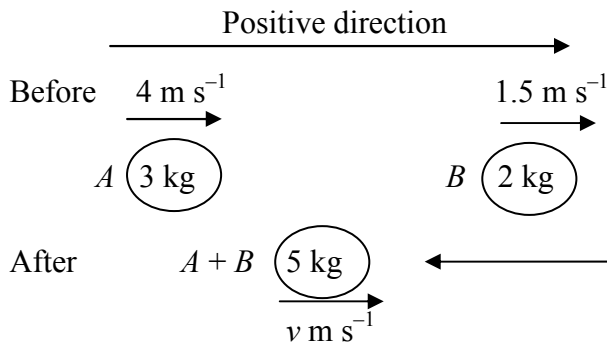 Positive direction
Before 4 m s⁻¹ 1.5 m s⁻¹
A 3 kg B 2 kg
After A + B 5 kg
v m s⁻¹